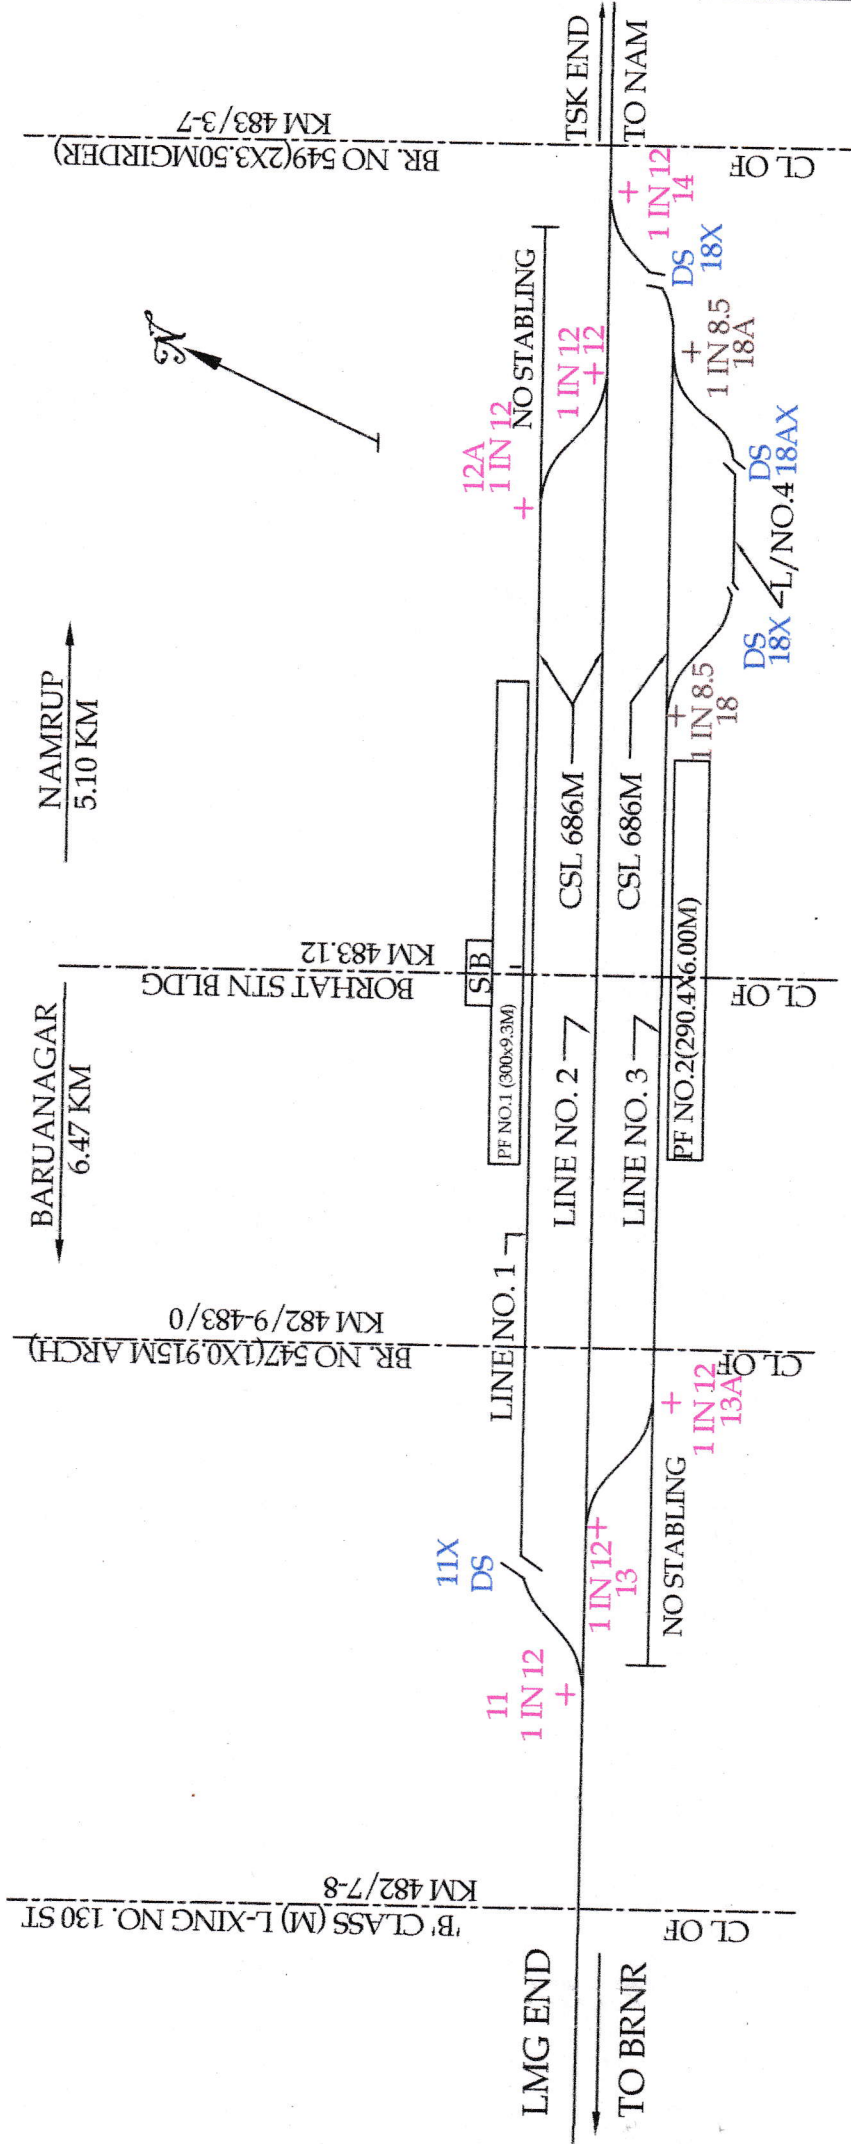 BARUANAGAR
6.47 KM
NAMRUP
5.10 KM
N
'B' CLASS (M) L-XING NO. 130 ST
KM 482/7-8
CL OF
BR. NO 547(1X0.915M ARCH)
KM 482/9-483/0
CL OF
BORHAT STN BLDG
KM 483.12
CL OF
BR. NO 549(2X3.50MGIRDER)
KM 483/3-7
CL OF
LMG END
TO BRNR
11
1 IN 12
11X
DS
1 IN 12
13
NO STABLING
1 IN 12
13A
LINE NO. 1
LINE NO. 2
LINE NO. 3
PF NO.1 (300x9.3M)
S B
PF NO.2(290.4X6.00M)
CSL 686M
CSL 686M
12A
1 IN 12
NO STABLING
1 IN 12
12
1 IN 8.5
18
DS
18X
L/NO.4
DS
18AX
1 IN 8.5
18A
DS
18X
1 IN 12
14
TSK END
TO NAM